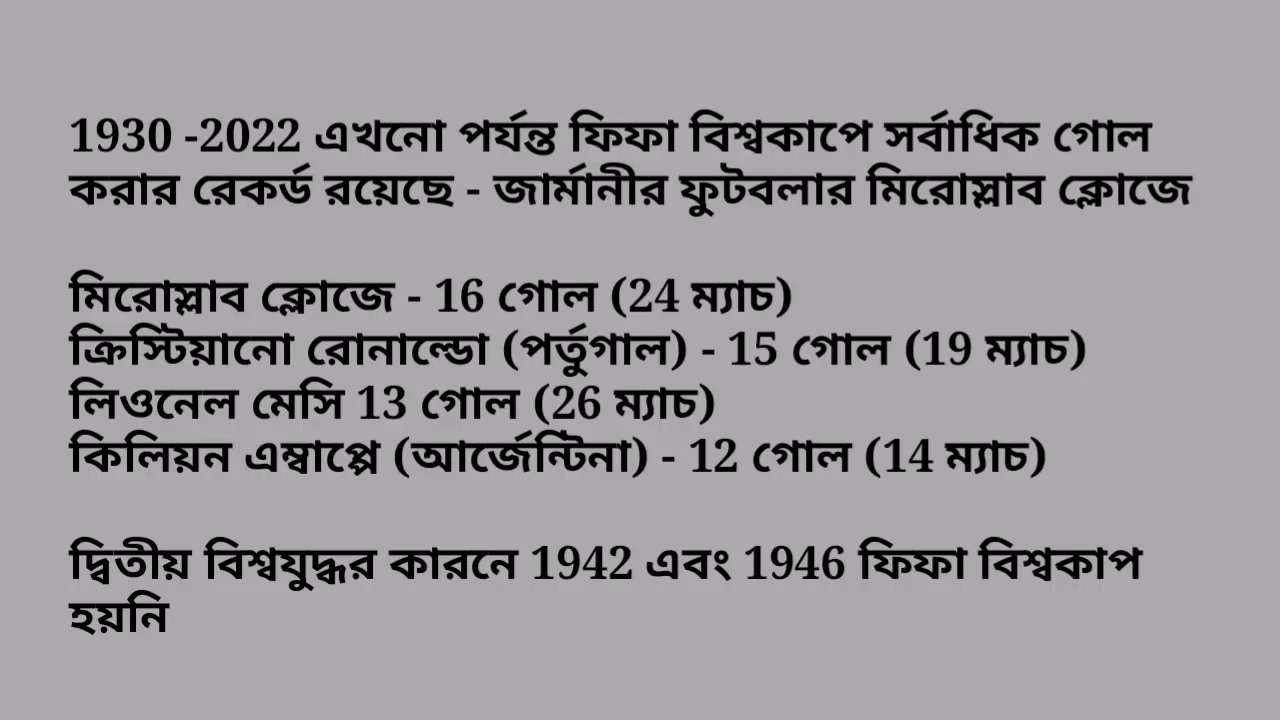 1930 -2022 এখনো পর্যন্ত ফিফা বিশ্বকাপে সর্বাধিক গোল
করার রেকর্ড রয়েছে - জার্মানীর ফুটবলার মিরোস্লাব ক্লোজে
মিরোস্লাব ক্লোজে - 16 গোল (24 ম্যাচ)
ক্রিস্টিয়ানো রোনাল্ডো (পর্তুগাল) - 15 গোল (19 ম্যাচ)
লিওনেল মেসি 13 গোল (26 ম্যাচ)
কিলিয়ন এম্বাপ্পে (আর্জেন্টিনা) - 12 গোল (14 ম্যাচ)
দ্বিতীয় বিশ্বযুদ্ধর কারনে 1942 এবং 1946 ফিফা বিশ্বকাপ
হয়নি